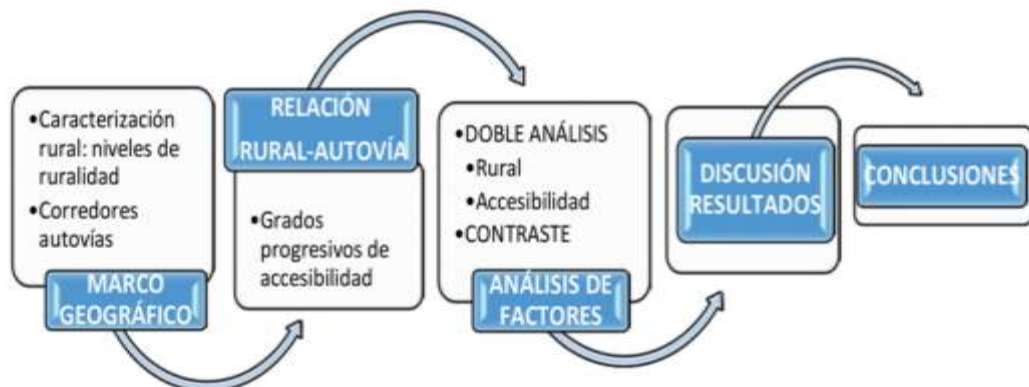 •Caracterización
rural: niveles de
ruralidad
•Corredores
autovías
MARCO
GEOGRÁFICO
RELACIÓN
RURAL-AUTOVÍA
•Grados
progresivos de
accesibilidad
•DOBLE ANÁLISIS
•Rural
•Accesibilidad
•CONTRASTE
ANÁLISIS DE
FACTORES
DISCUSIÓN
RESULTADOS
CONCLUSIONES